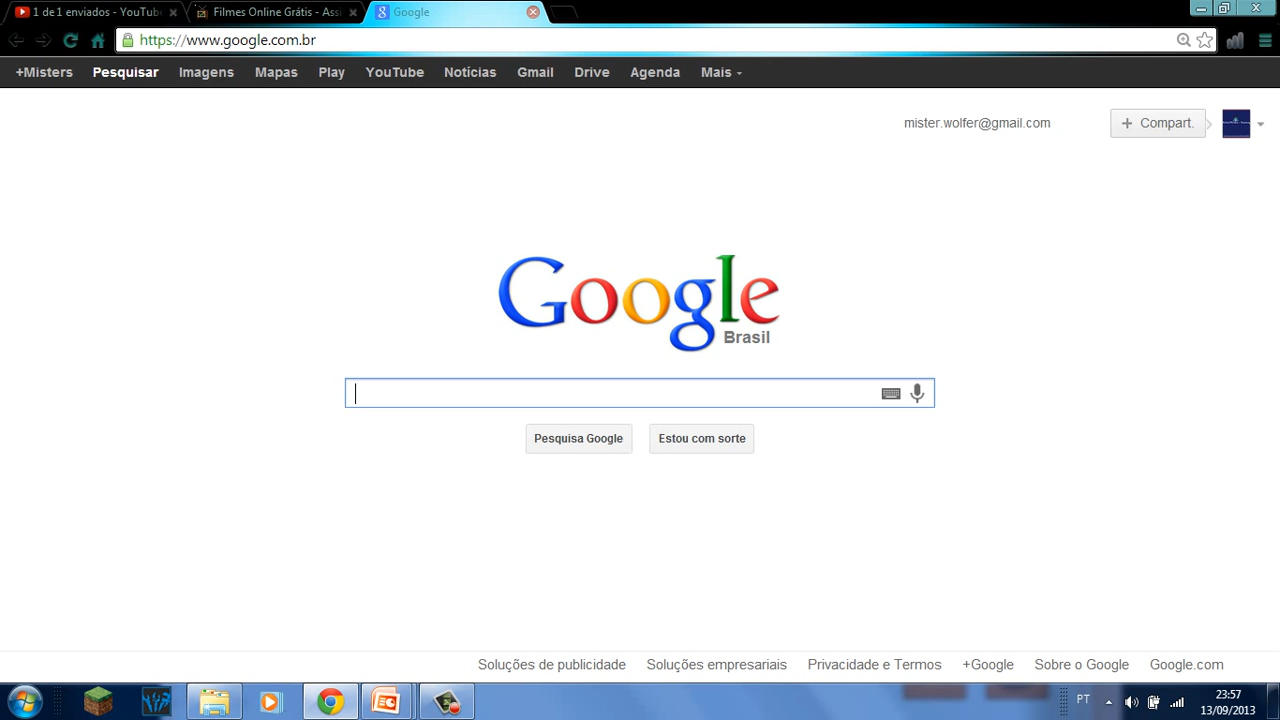 1 de 1 enviados - YouTub
Filmes Online Grátis - Assi
Google
https://www.google.com.br
+Misters Pesquisar Imagens Mapas Play YouTube Notícias Gmail Drive Agenda Mais
mister.wolfer@gmail.com
+ Compart.
Google
Brasil
Pesquisa Google
Estou com sorte
Soluções de publicidade Soluções empresariais Privacidade e Termos +Google Sobre o Google Google.com
PT
23:57
13/09/2013